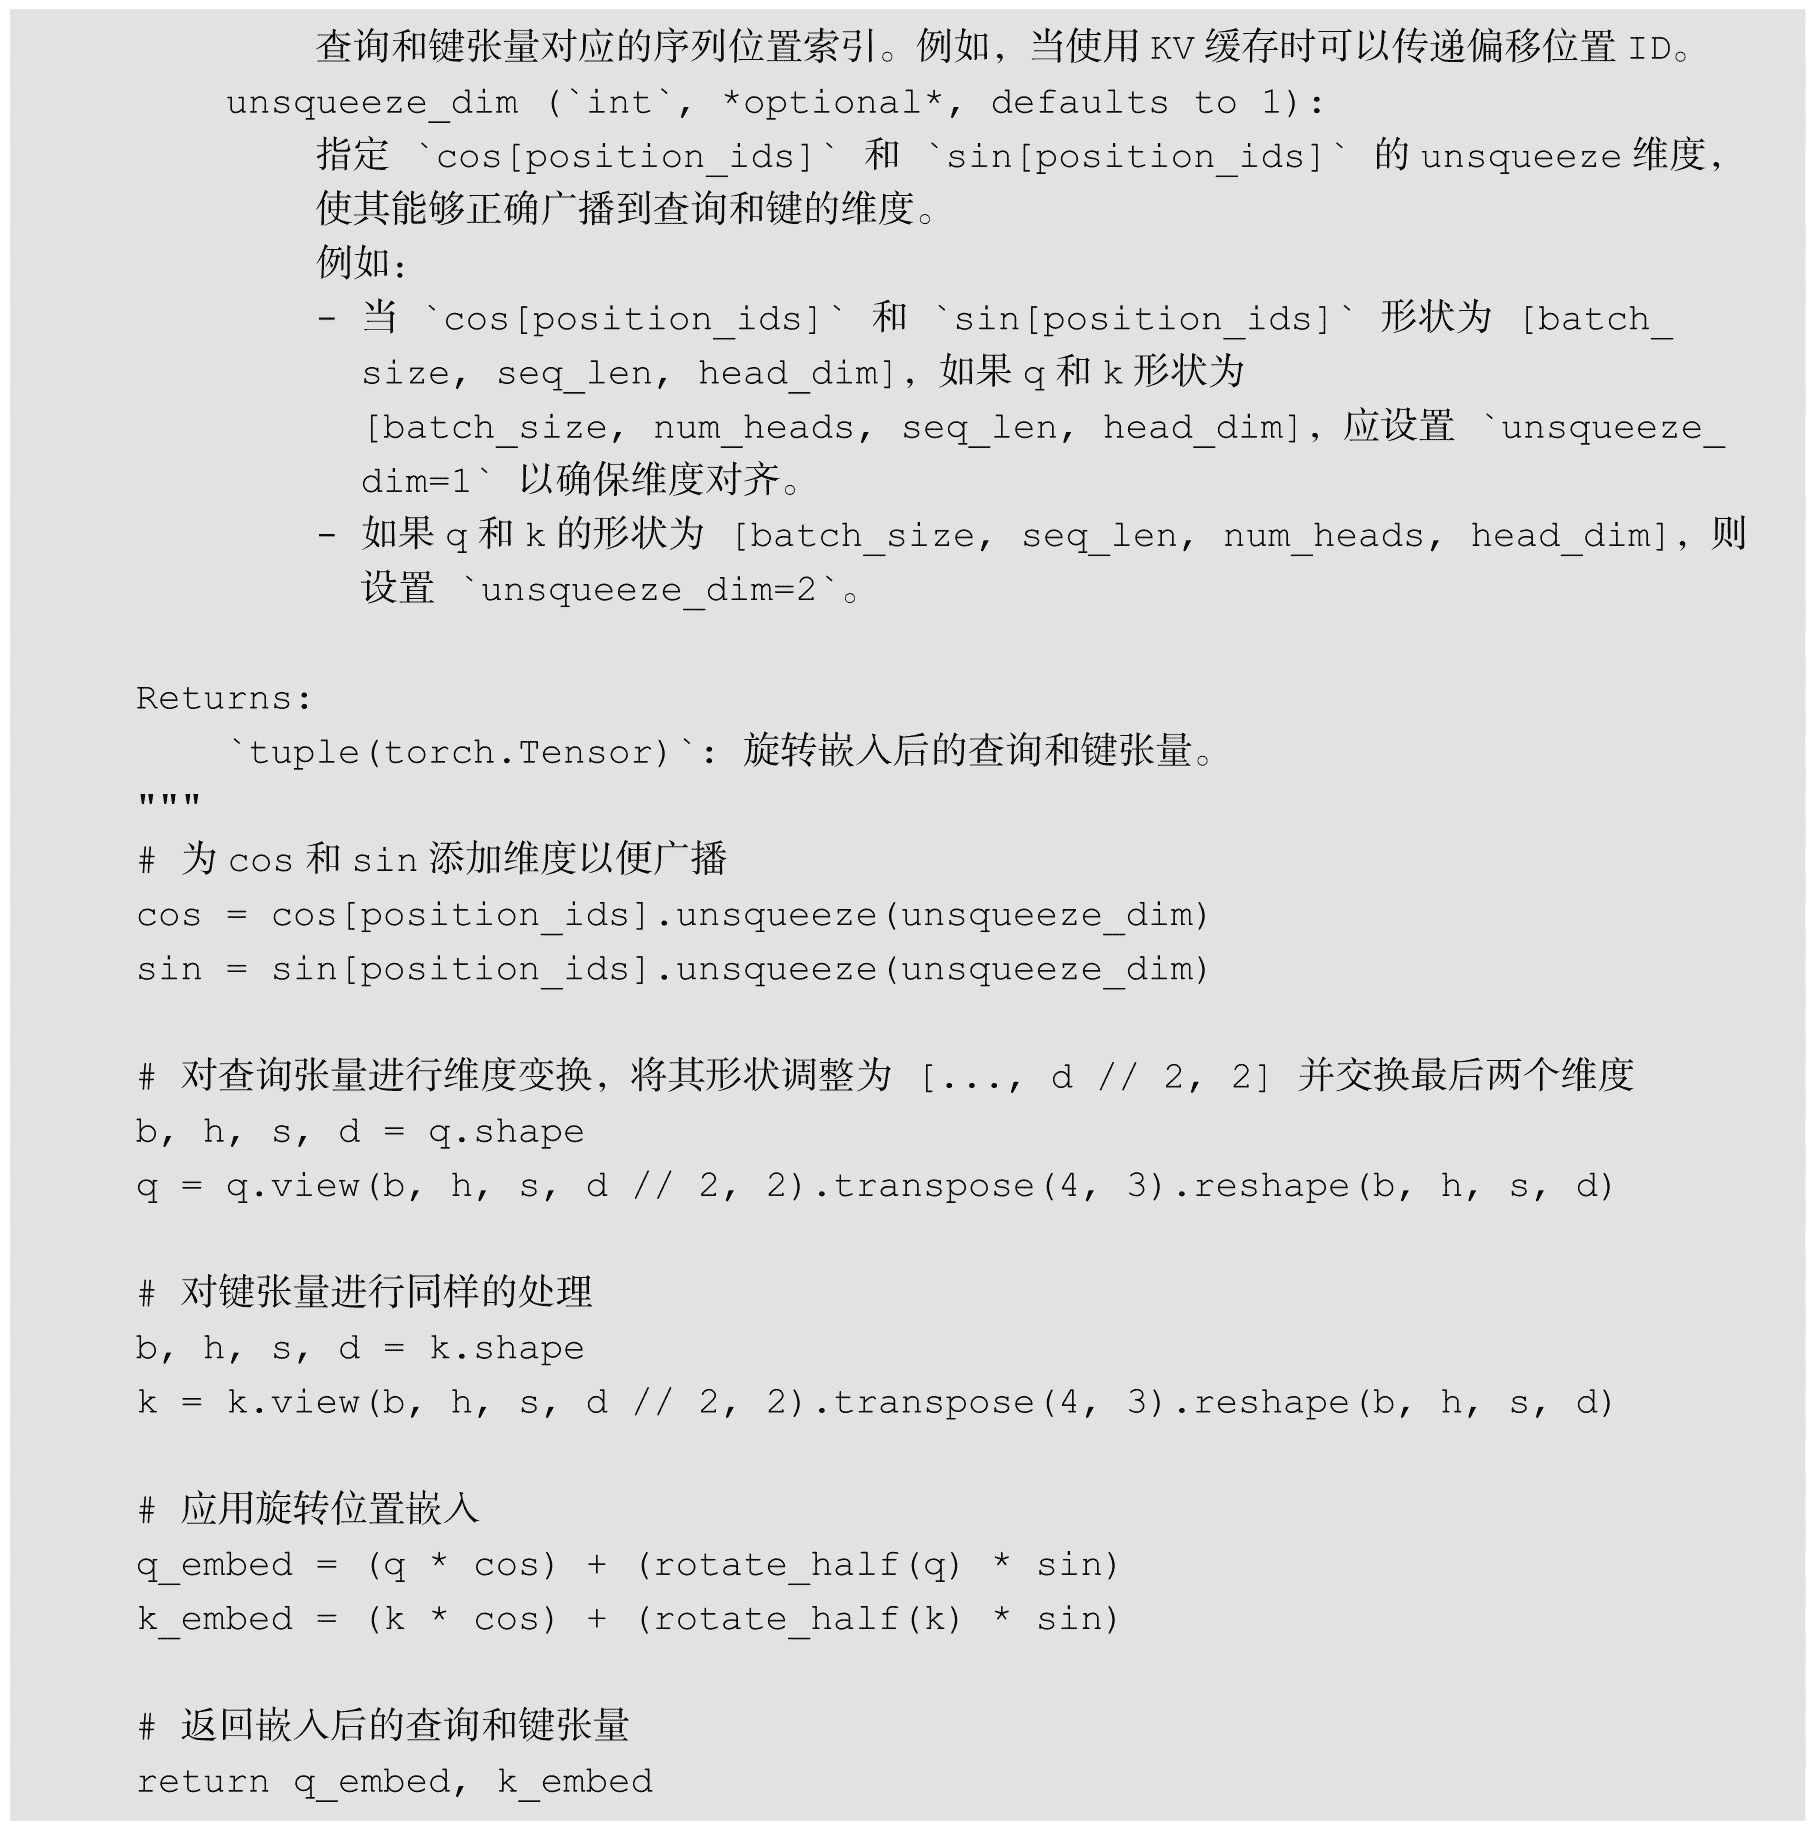 查询和键张量对应的序列位置索引。例如，当使用 KV 缓存时可以传递偏移位置 ID。
unsqueeze_dim (`int`, *optional*, defaults to 1):
指定 `cos[position_ids]` 和 `sin[position_ids]` 的 unsqueeze 维度，
使其能够正确广播到查询和键的维度。
例如：
- 当 `cos[position_ids]` 和 `sin[position_ids]` 形状为 [batch_
size, seq_len, head_dim]，如果 q 和 k 形状为
[batch_size, num_heads, seq_len, head_dim]，应设置 `unsqueeze_
dim=1` 以确保维度对齐。
- 如果 q 和 k 的形状为 [batch_size, seq_len, num_heads, head_dim]，则
设置 `unsqueeze_dim=2`。
Returns:
`tuple(torch.Tensor)`: 旋转嵌入后的查询和键张量。
"""
# 为 cos 和 sin 添加维度以便广播
cos = cos[position_ids].unsqueeze(unsqueeze_dim)
sin = sin[position_ids].unsqueeze(unsqueeze_dim)
# 对查询张量进行维度变换，将其形状调整为 [..., d // 2, 2] 并交换最后两个维度
b, h, s, d = q.shape
q = q.view(b, h, s, d // 2, 2).transpose(4, 3).reshape(b, h, s, d)
# 对键张量进行同样的处理
b, h, s, d = k.shape
k = k.view(b, h, s, d // 2, 2).transpose(4, 3).reshape(b, h, s, d)
# 应用旋转位置嵌入
q_embed = (q * cos) + (rotate_half(q) * sin)
k_embed = (k * cos) + (rotate_half(k) * sin)
# 返回嵌入后的查询和键张量
return q_embed, k_embed